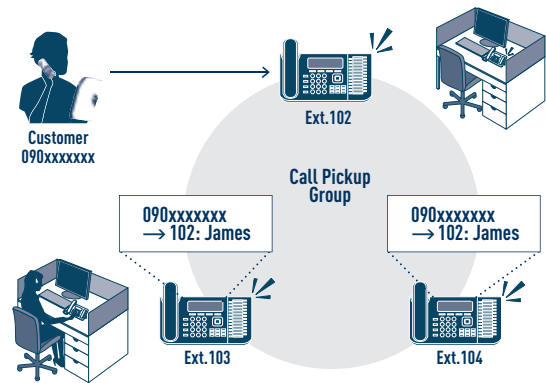 Customer
090xxxxxxx
Ext.102
Call Pickup
Group
090xxxxxxx
→ 102: James
090xxxxxxx
→ 102: James
Ext.103
Ext.104